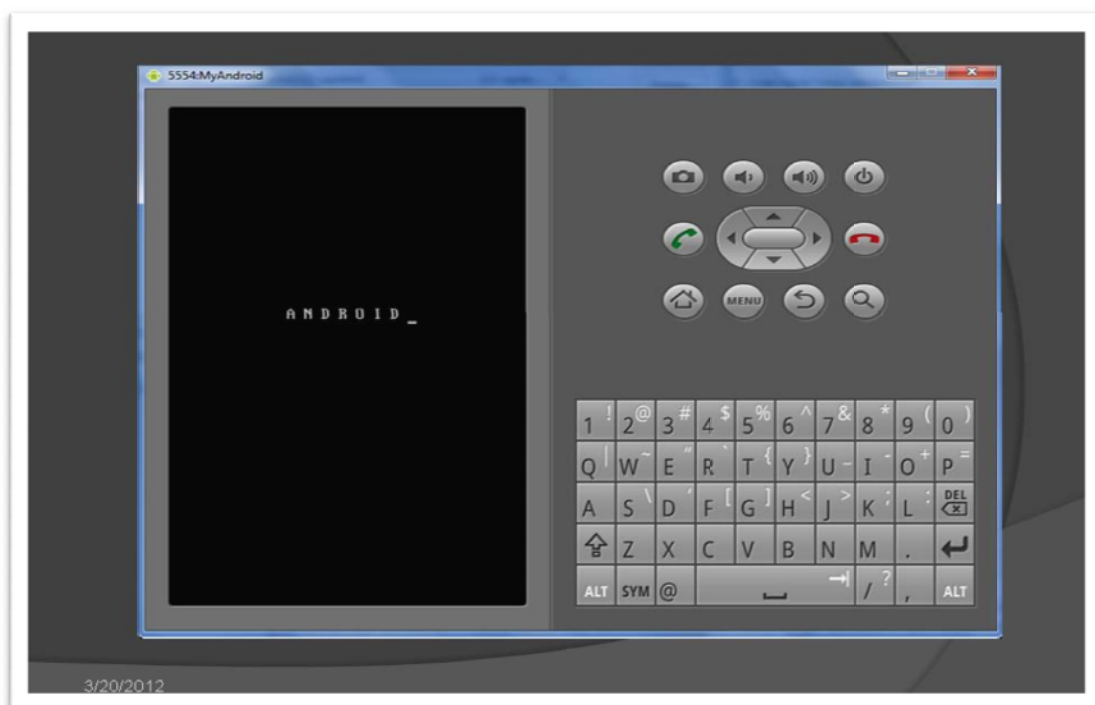 5554:MyAndroid
ANDROID_
MENU
1 ! 2 @ 3 # 4 $ 5 % 6 ^ 7 & 8 * 9 ( 0 )
Q | W ~ E " R ` T { Y } U - I - O + P =
A S \ D ' F [ G ] H < J > K ; L : DEL
Z X C V B N M .
ALT SYM @ / ? , ALT
3/20/2012